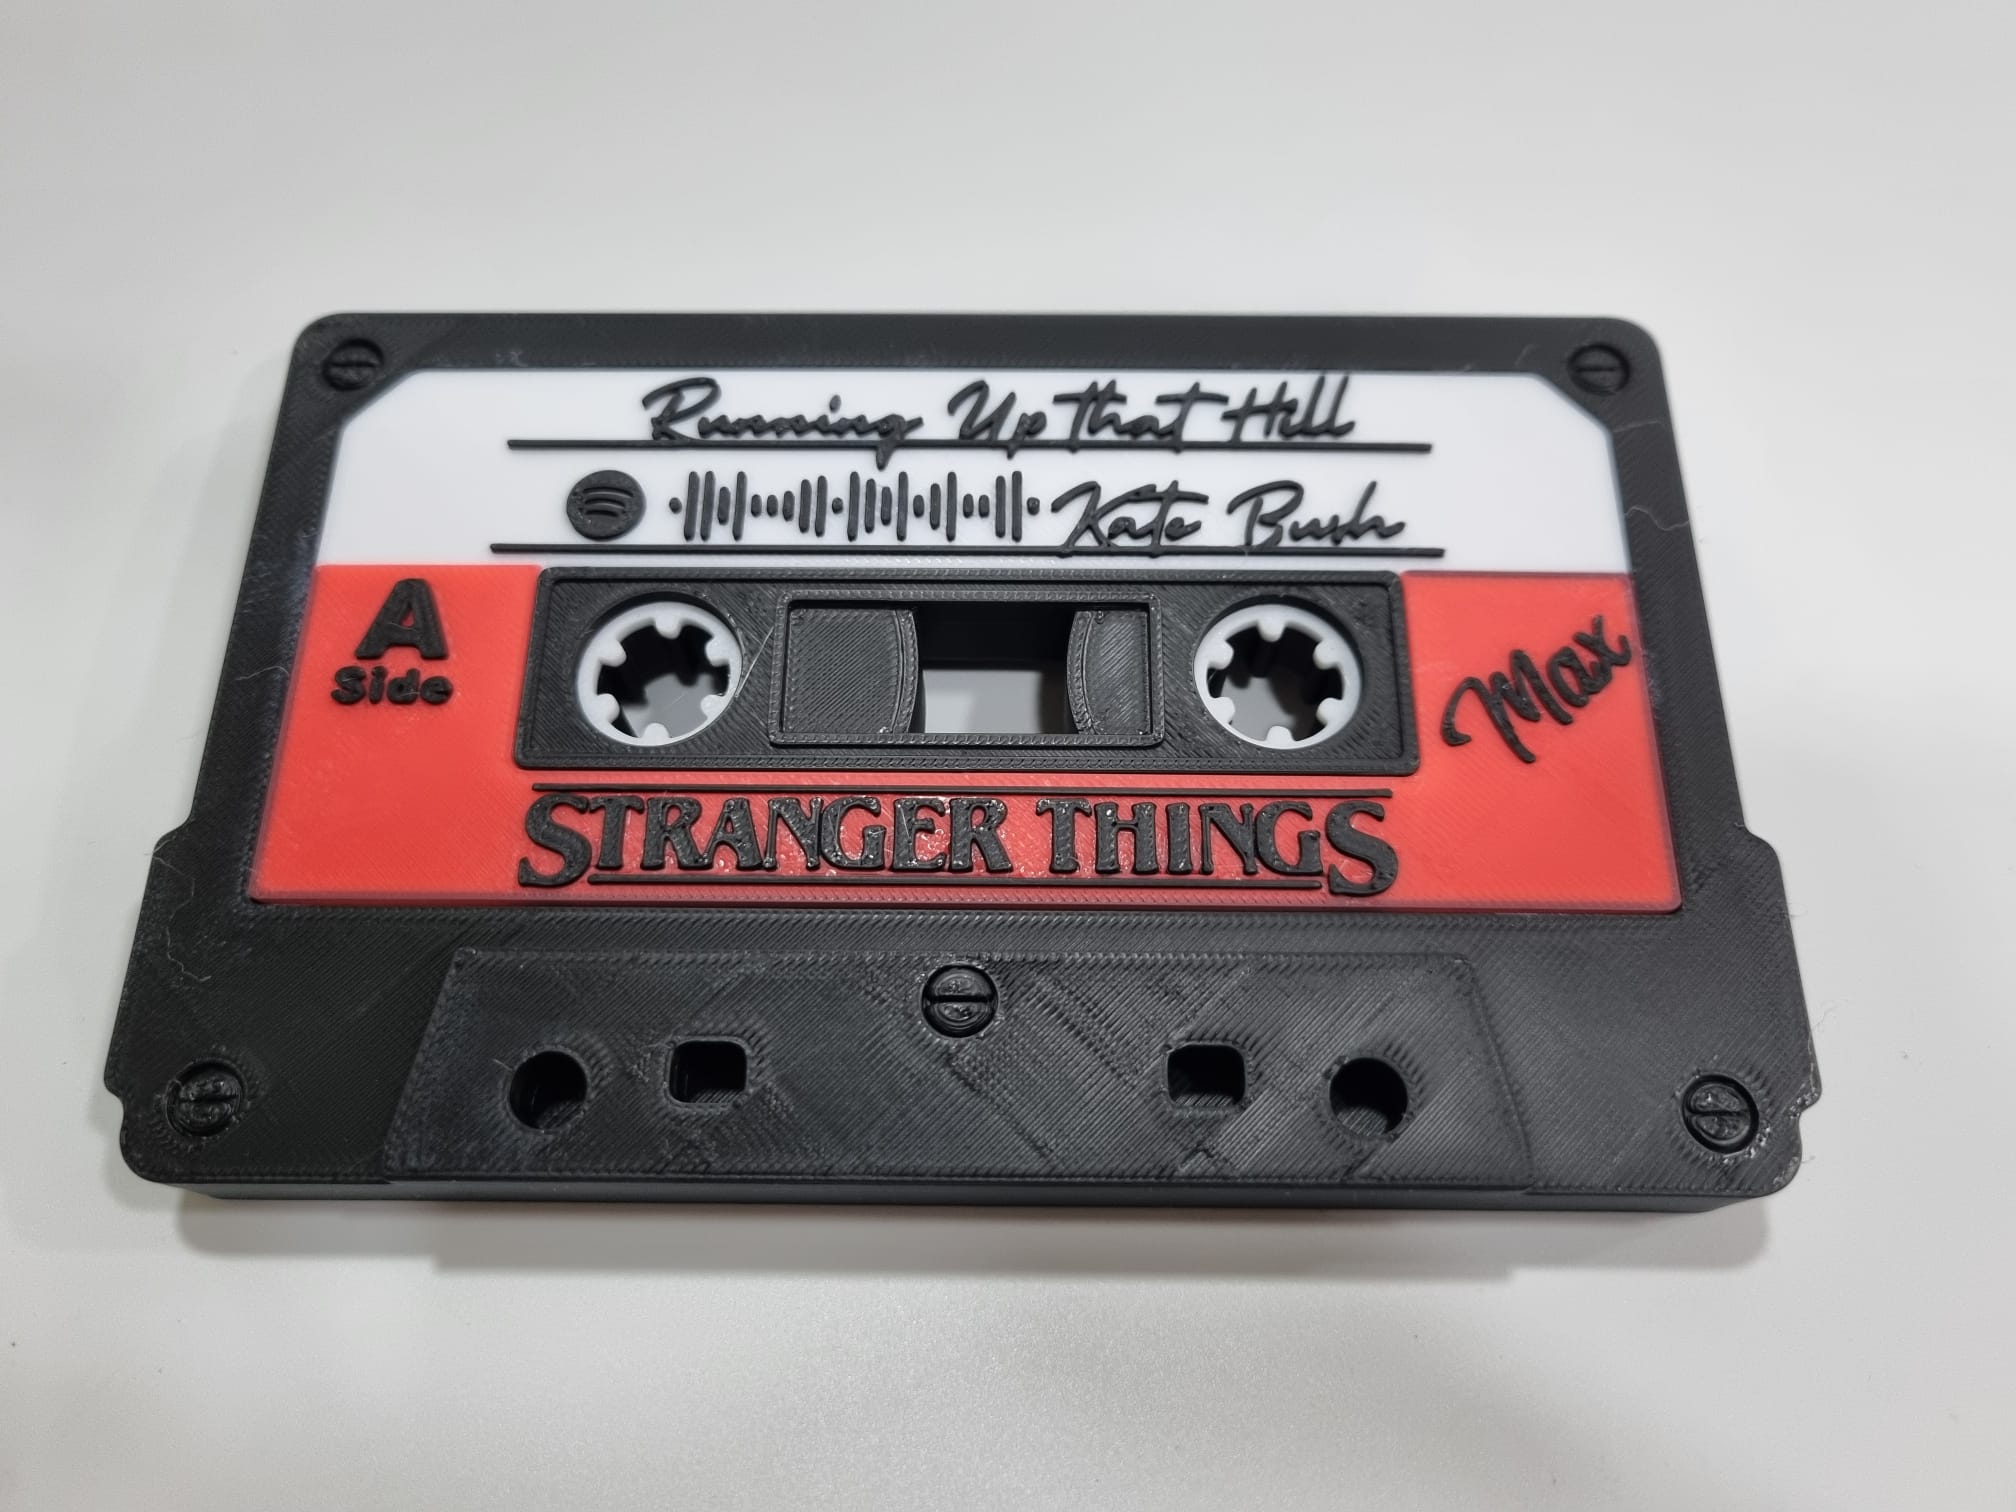 Running Up that Hill
Kate Bush
A
Side
Max
STRANGER THINGS